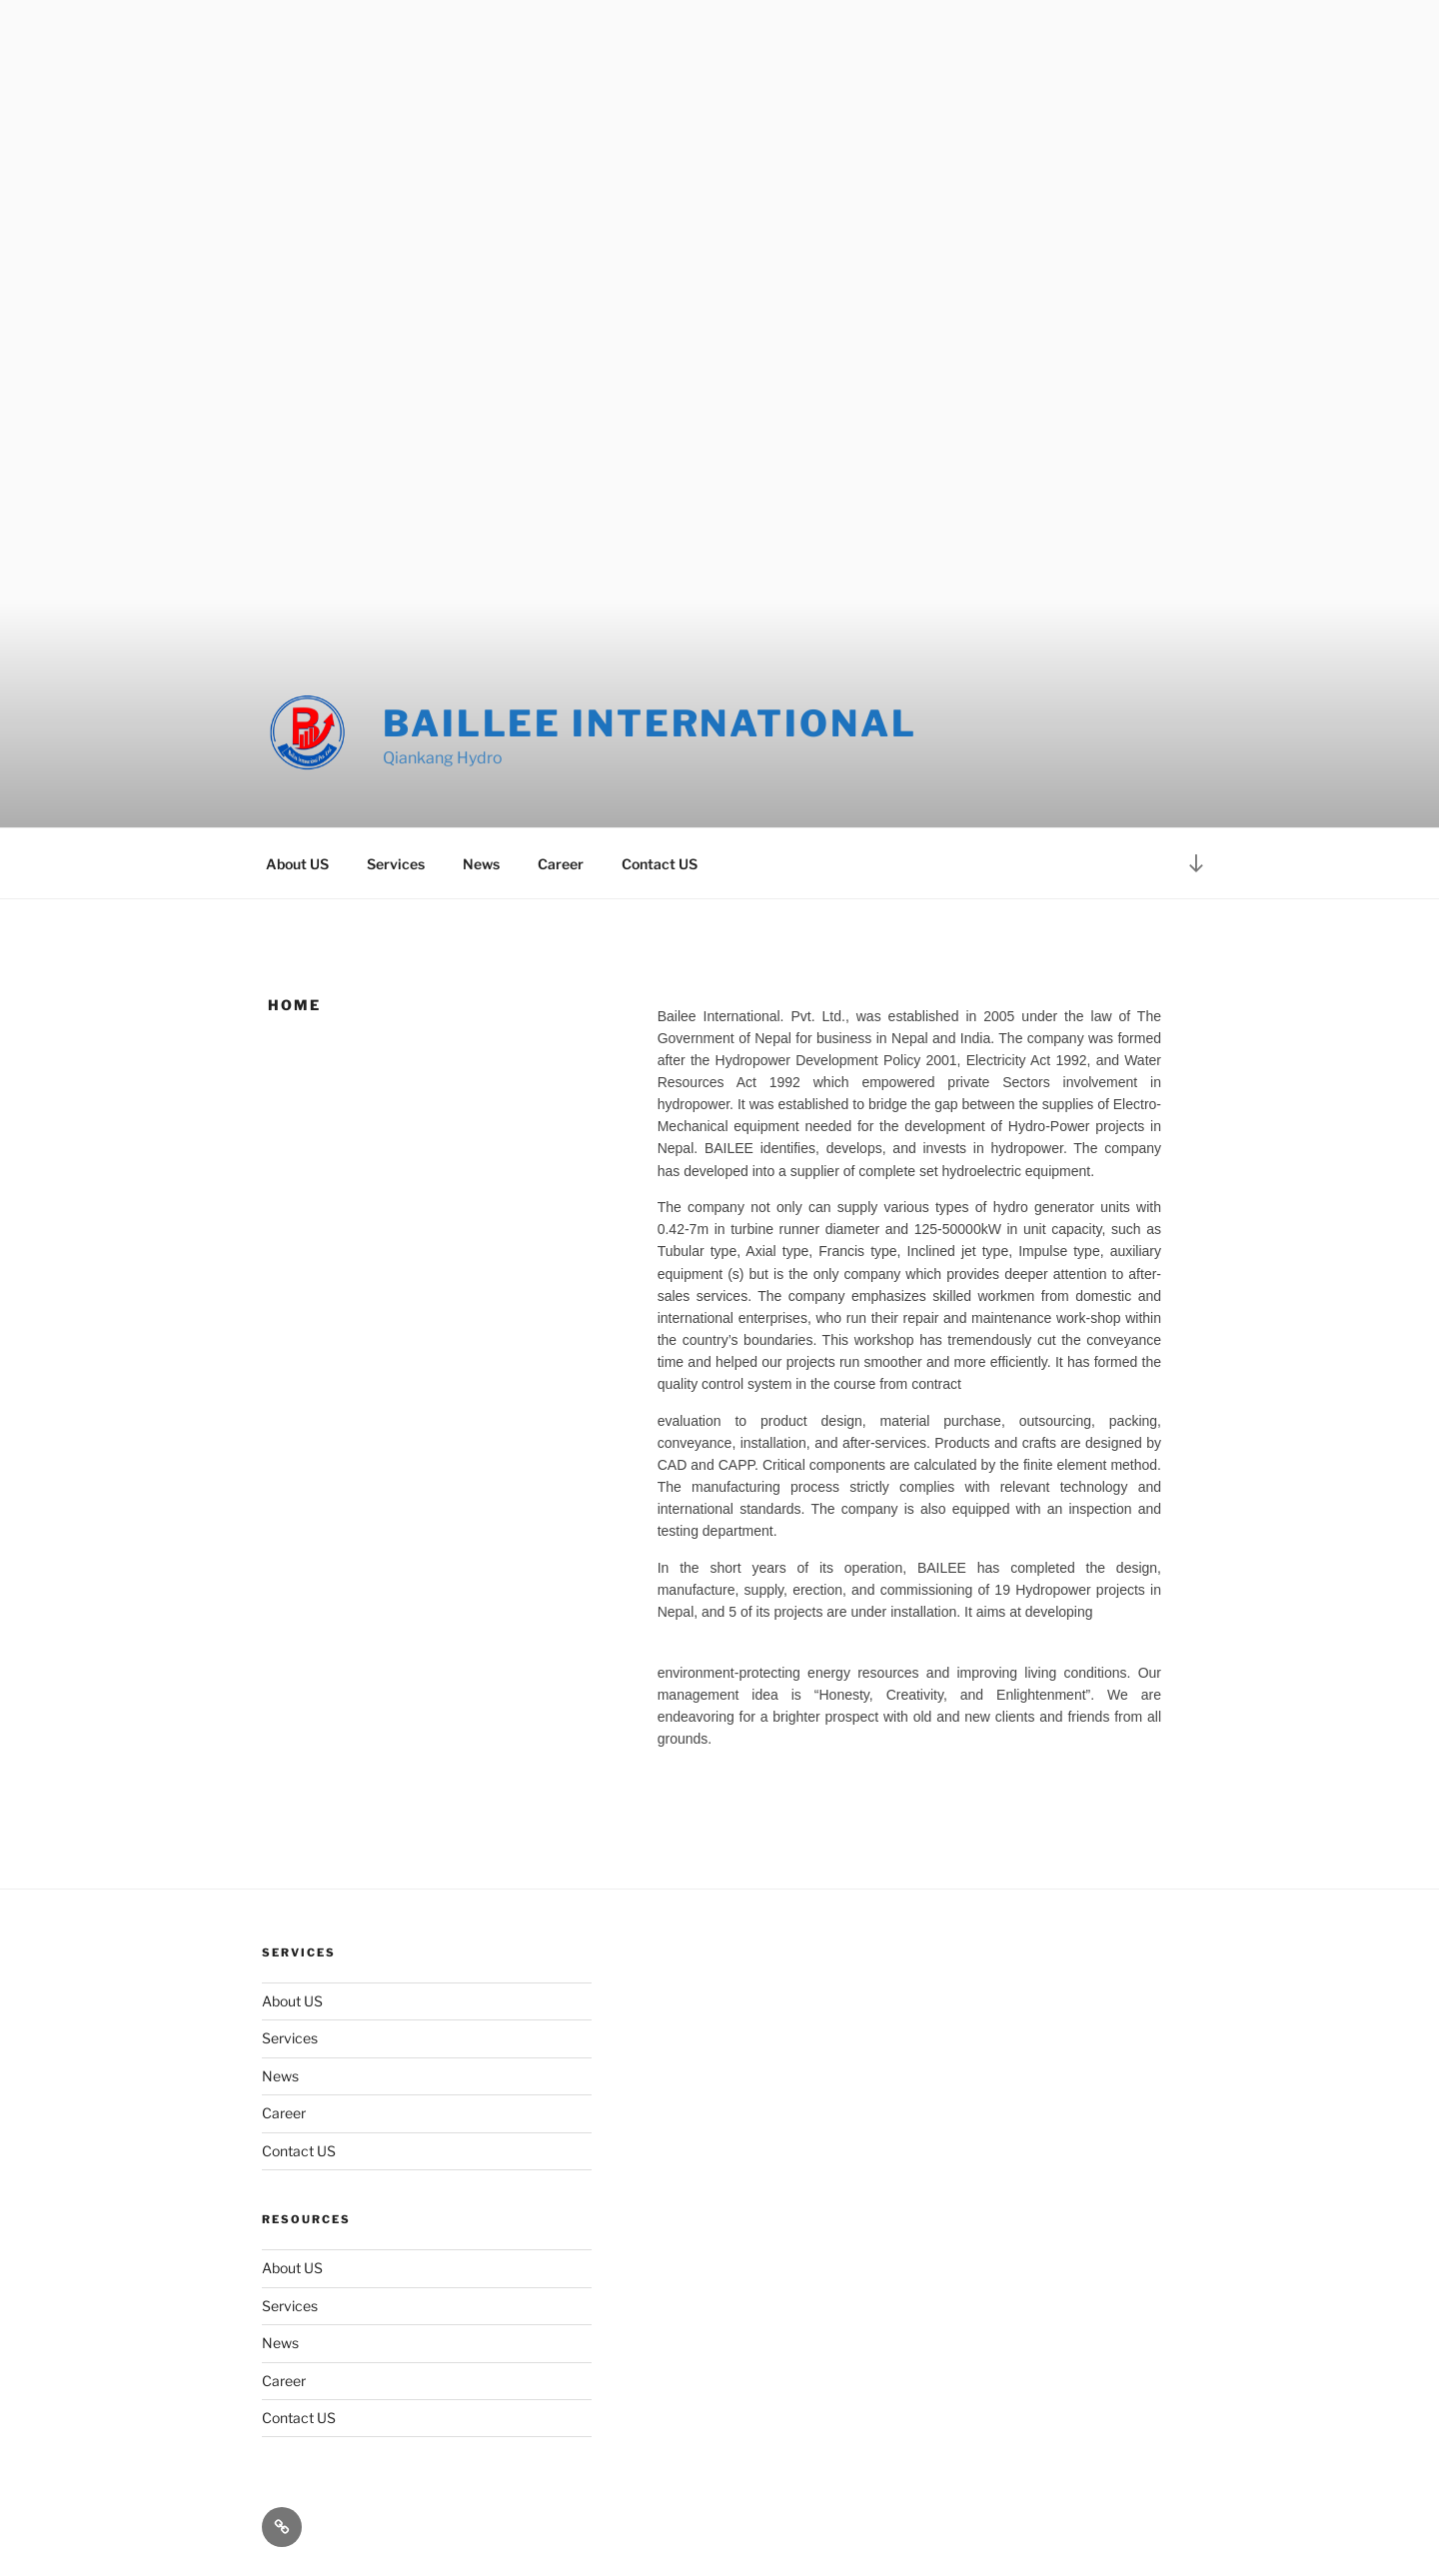 BAILLEE INTERNATIONAL
Qiankang Hydro
About US Services News Career Contact US
HOME
Bailee International. Pvt. Ltd., was established in 2005 under the law of The
Government of Nepal for business in Nepal and India. The company was formed
after the Hydropower Development Policy 2001, Electricity Act 1992, and Water
Resources Act 1992 which empowered private Sectors involvement in
hydropower. It was established to bridge the gap between the supplies of Electro-
Mechanical equipment needed for the development of Hydro-Power projects in
Nepal. BAILEE identifies, develops, and invests in hydropower. The company
has developed into a supplier of complete set hydroelectric equipment.
The company not only can supply various types of hydro generator units with
0.42-7m in turbine runner diameter and 125-50000kW in unit capacity, such as
Tubular type, Axial type, Francis type, Inclined jet type, Impulse type, auxiliary
equipment (s) but is the only company which provides deeper attention to after-
sales services. The company emphasizes skilled workmen from domestic and
international enterprises, who run their repair and maintenance work-shop within
the country’s boundaries. This workshop has tremendously cut the conveyance
time and helped our projects run smoother and more efficiently. It has formed the
quality control system in the course from contract
evaluation to product design, material purchase, outsourcing, packing,
conveyance, installation, and after-services. Products and crafts are designed by
CAD and CAPP. Critical components are calculated by the finite element method.
The manufacturing process strictly complies with relevant technology and
international standards. The company is also equipped with an inspection and
testing department.
In the short years of its operation, BAILEE has completed the design,
manufacture, supply, erection, and commissioning of 19 Hydropower projects in
Nepal, and 5 of its projects are under installation. It aims at developing
environment-protecting energy resources and improving living conditions. Our
management idea is “Honesty, Creativity, and Enlightenment”. We are
endeavoring for a brighter prospect with old and new clients and friends from all
grounds.
SERVICES
About US
Services
News
Career
Contact US
RESOURCES
About US
Services
News
Career
Contact US